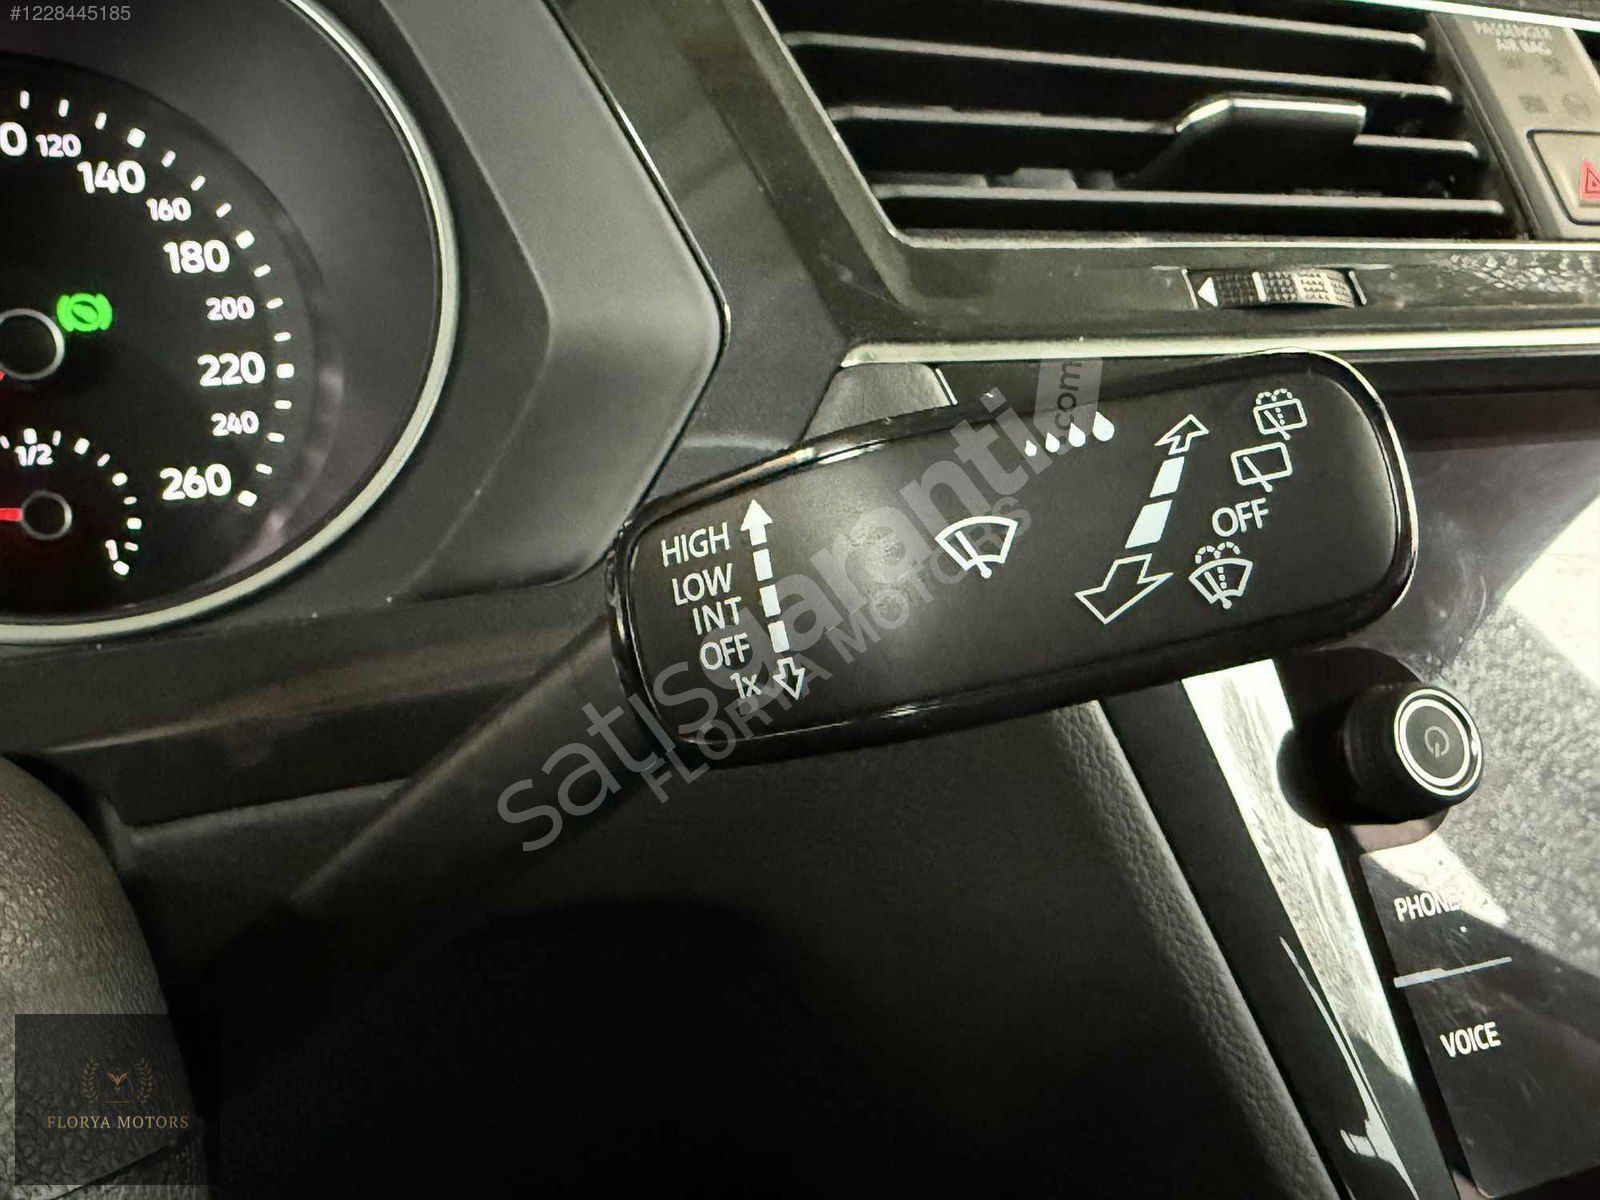 #1228445185
PASSENGER
AIR BAG
120
140
160
180
200
220
240
260
1/2
1
HIGH
LOW
INT
OFF
1x
OFF
satisgaranti.com
FLORYA MOTORS
PHONE
VOICE
FLORYA MOTORS